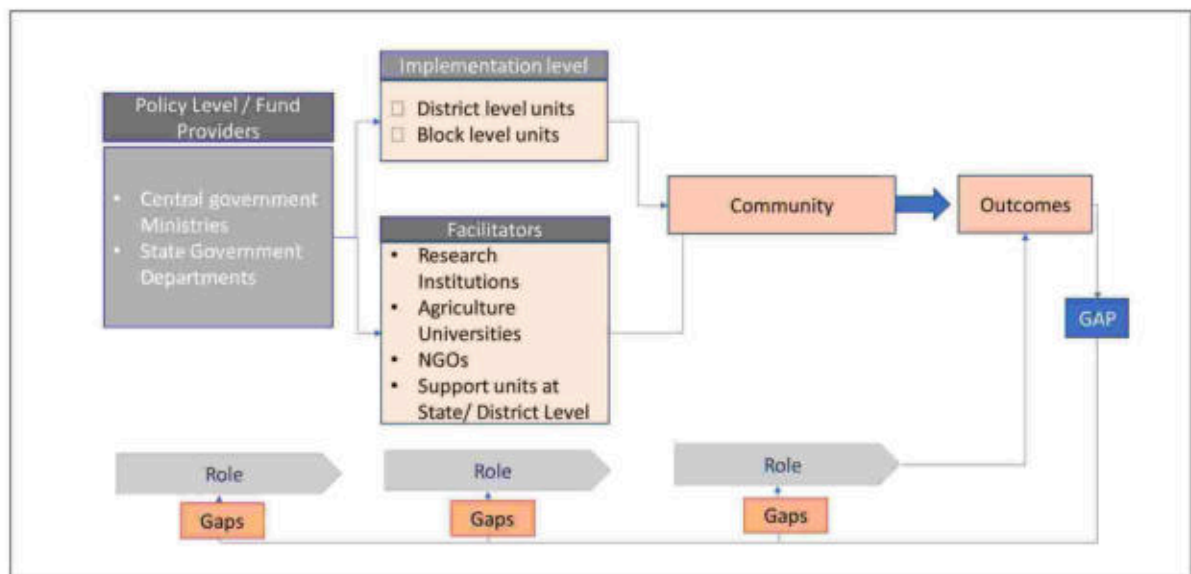 Policy Level / Fund
Providers
• Central government
Ministries
• State Government
Departments
Implementation level
District level units
Block level units
Facilitators
• Research
Institutions
• Agriculture
Universities
• NGOs
• Support units at
State/ District Level
Community
Outcomes
GAP
Role
Gaps
Role
Gaps
Role
Gaps